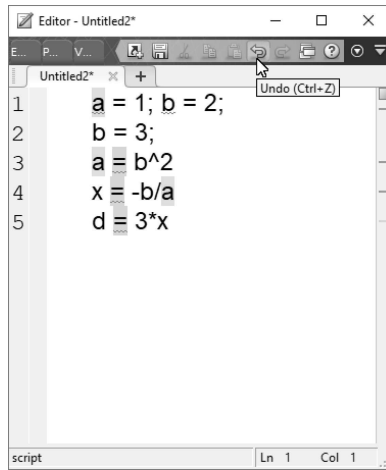 Editor - Untitled2*
E... P... V...
Untitled2*
Undo (Ctrl+Z)
1 a = 1; b = 2;
2 b = 3;
3 a = b^2
4 x = -b/a
5 d = 3*x
script Ln 1 Col 1